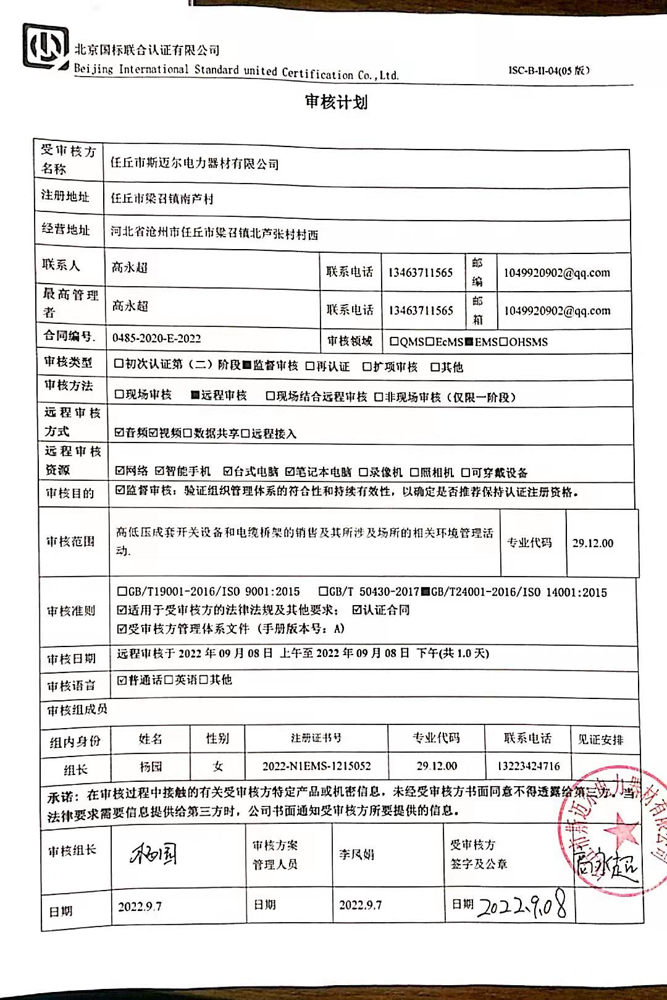 北京国标联合认证有限公司
Beijing International Standard united Certification Co.,Ltd.
ISC-B-II-04(05版)
审核计划
受审核方名称 任丘市斯迈尔电力器材有限公司
注册地址 任丘市梁召镇南芦村
经营地址 河北省沧州市任丘市梁召镇北芦张村村西
联系人 高永超 联系电话 13463711565 邮编 1049920902@qq.com
最高管理者 高永超 联系电话 13463711565 邮箱 1049920902@qq.com
合同编号. 0485-2020-E-2022 审核领域 □QMS□EcMS■EMS□OHSMS
审核类型 □初次认证第（二）阶段■监督审核 □再认证 □扩项审核 □其他
审核方法 □现场审核 ■远程审核 □现场结合远程审核 □非现场审核（仅限一阶段）
远程审核方式 ☑音频☑视频□数据共享□远程接入
远程审核资源 ☑网络 ☑智能手机 ☑台式电脑 ☑笔记本电脑 □录像机 □照相机 □可穿戴设备
审核目的 ☑监督审核：验证组织管理体系的符合性和持续有效性，以确定是否推荐保持认证注册资格。
审核范围 高低压成套开关设备和电缆桥架的销售及其所涉及场所的相关环境管理活动. 专业代码 29.12.00
审核准则 □GB/T19001-2016/ISO 9001:2015 □GB/T 50430-2017■GB/T24001-2016/ISO 14001:2015
☑适用于受审核方的法律法规及其他要求； ☑认证合同
☑受审核方管理体系文件（手册版本号：A)
审核日期 远程审核于 2022 年 09 月 08 日 上午至 2022 年 09 月 08 日 下午(共 1.0 天)
审核语言 ☑普通话□英语□其他
审核组成员
组内身份 姓名 性别 注册证书号 专业代码 联系电话 见证安排
组长 杨园 女 2022-N1EMS-1215052 29.12.00 13223424716
承诺：在审核过程中接触的有关受审核方特定产品或机密信息，未经受审核方书面同意不得透露给第三方。当
法律要求需要信息提供给第三方时，公司书面通知受审核方所要提供的信息。
审核组长 杨园 审核方案管理人员 李凤娟 受审核方签字及公章 高永超
日期 2022.9.7 日期 2022.9.7 日期 2022.9.08
斯迈尔电力器材有限公司